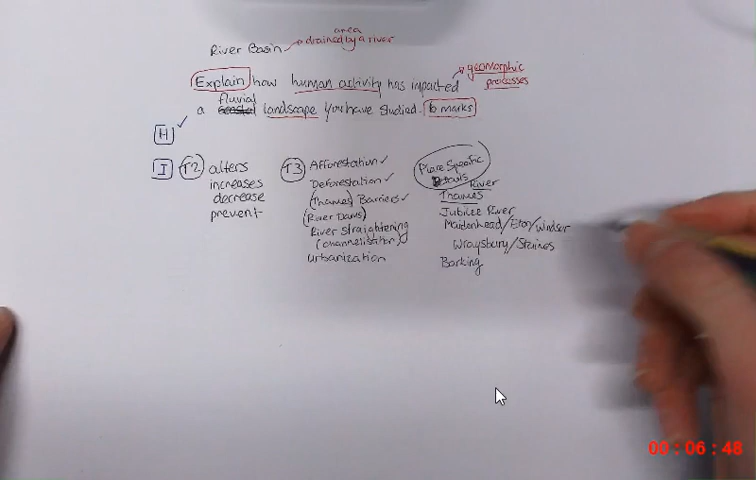 area
River Basin → drained by a river
Explain how human activity has impacted → geomorphic processes
fluvial
a coastal landscape you have studied. 6 marks
H ✓
I T2 alters
increases
decrease
prevent
T3 Afforestation ✓
Deforestation ✓
(Thames) Barriers ✓
(River Dams)
River Straightening
(channelisation)
Urbanization
Place Specific
Details
River
Thames
Jubilee River
Maidenhead/Eton/Windsor
Wraysbury/Staines
Barking
00:06:48